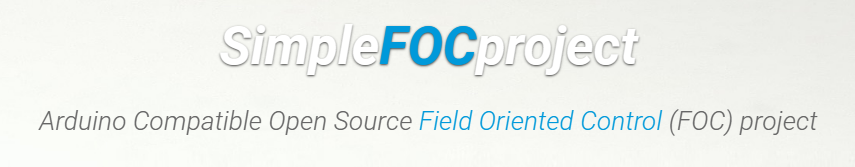 SimpleFOCproject
Arduino Compatible Open Source Field Oriented Control (FOC) project